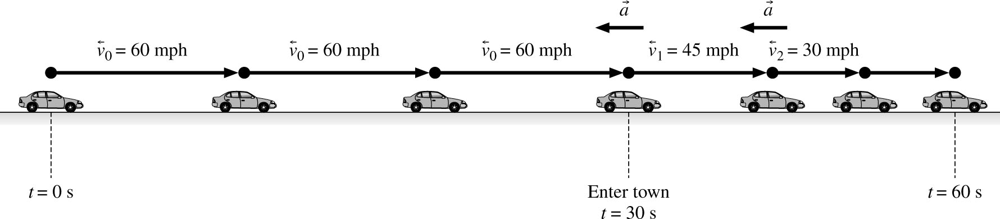 a⃗ a⃗
v⃖₀ = 60 mph v⃖₀ = 60 mph v⃖₀ = 60 mph v⃖₁ = 45 mph v⃖₂ = 30 mph
t = 0 s Enter town t = 60 s
t = 30 s